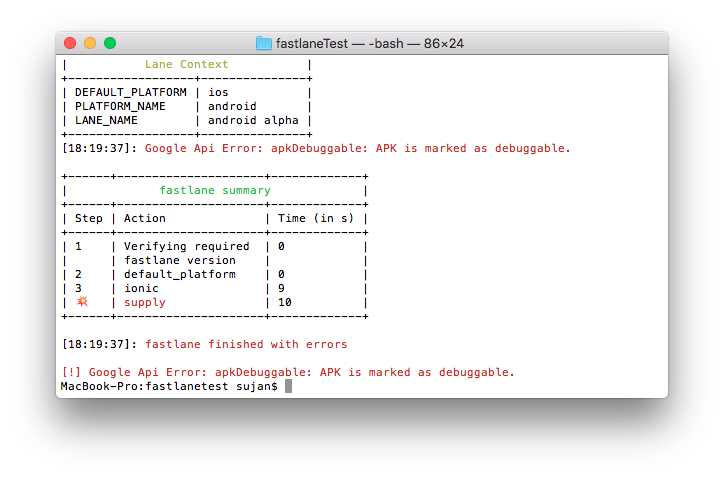 fastlaneTest — -bash — 86×24
|           Lane Context           |
+------------------+---------------+
| DEFAULT_PLATFORM | ios           |
| PLATFORM_NAME    | android       |
| LANE_NAME        | android alpha |
+------------------+---------------+
[18:19:37]: Google Api Error: apkDebuggable: APK is marked as debuggable.
+------+---------------------+-------------+
|             fastlane summary             |
+------+---------------------+-------------+
| Step | Action              | Time (in s) |
+------+---------------------+-------------+
| 1    | Verifying required  | 0           |
|      | fastlane version    |             |
| 2    | default_platform    | 0           |
| 3    | ionic               | 9           |
| 💥   | supply              | 10          |
+------+---------------------+-------------+
[18:19:37]: fastlane finished with errors
[!] Google Api Error: apkDebuggable: APK is marked as debuggable.
MacBook-Pro:fastlanetest sujan$